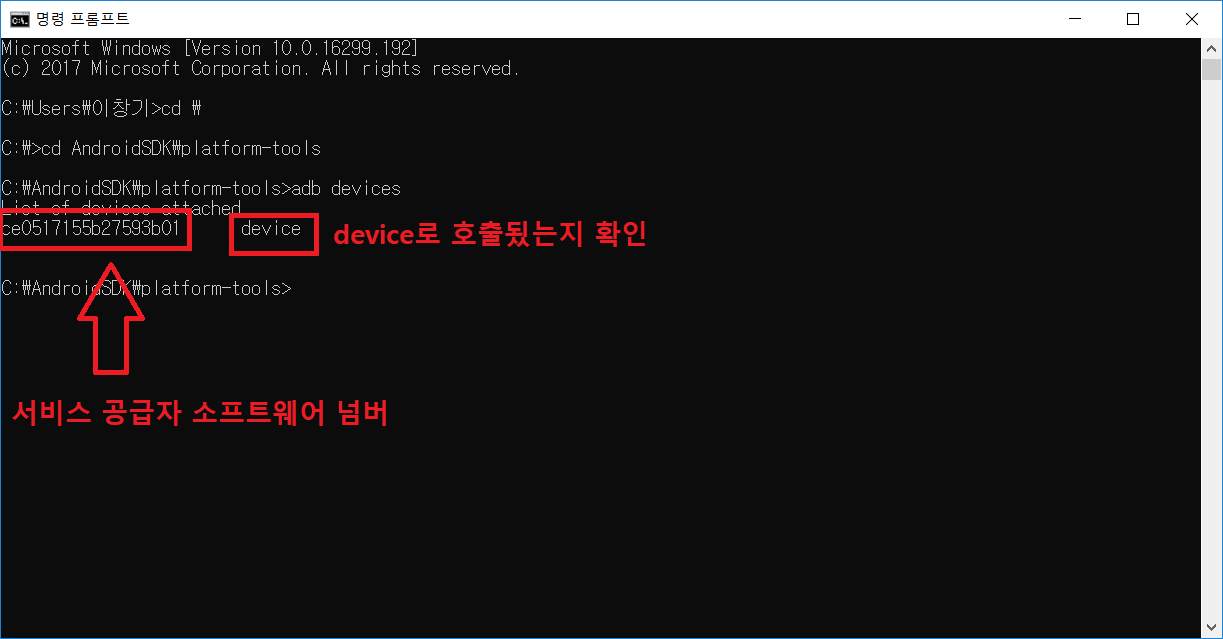 명령 프롬프트
Microsoft Windows [Version 10.0.16299.192]
(c) 2017 Microsoft Corporation. All rights reserved.
C:₩Users₩이창기>cd ₩
C:₩>cd AndroidSDK₩platform-tools
C:₩AndroidSDK₩platform-tools>adb devices
List of devices attached
ce0517155b27593b01 device device로 호출됬는지 확인
C:₩AndroidSDK₩platform-tools>
서비스 공급자 소프트웨어 넘버